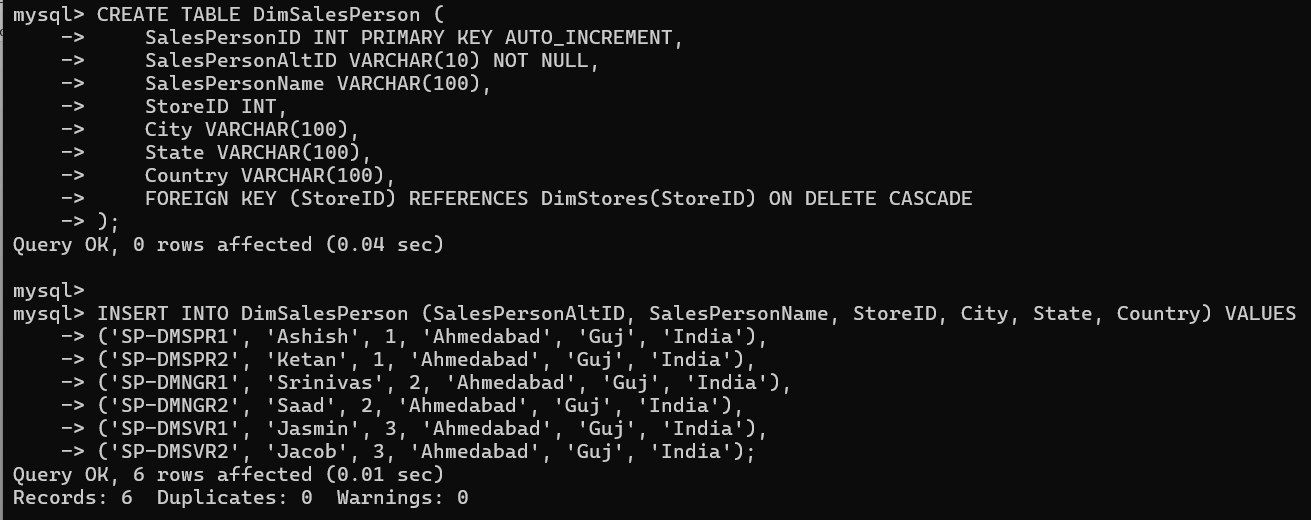 mysql> CREATE TABLE DimSalesPerson (
    ->     SalesPersonID INT PRIMARY KEY AUTO_INCREMENT,
    ->     SalesPersonAltID VARCHAR(10) NOT NULL,
    ->     SalesPersonName VARCHAR(100),
    ->     StoreID INT,
    ->     City VARCHAR(100),
    ->     State VARCHAR(100),
    ->     Country VARCHAR(100),
    ->     FOREIGN KEY (StoreID) REFERENCES DimStores(StoreID) ON DELETE CASCADE
    -> );
Query OK, 0 rows affected (0.04 sec)

mysql>
mysql> INSERT INTO DimSalesPerson (SalesPersonAltID, SalesPersonName, StoreID, City, State, Country) VALUES
    -> ('SP-DMSPR1', 'Ashish', 1, 'Ahmedabad', 'Guj', 'India'),
    -> ('SP-DMSPR2', 'Ketan', 1, 'Ahmedabad', 'Guj', 'India'),
    -> ('SP-DMNGR1', 'Srinivas', 2, 'Ahmedabad', 'Guj', 'India'),
    -> ('SP-DMNGR2', 'Saad', 2, 'Ahmedabad', 'Guj', 'India'),
    -> ('SP-DMSVR1', 'Jasmin', 3, 'Ahmedabad', 'Guj', 'India'),
    -> ('SP-DMSVR2', 'Jacob', 3, 'Ahmedabad', 'Guj', 'India');
Query OK, 6 rows affected (0.01 sec)
Records: 6  Duplicates: 0  Warnings: 0